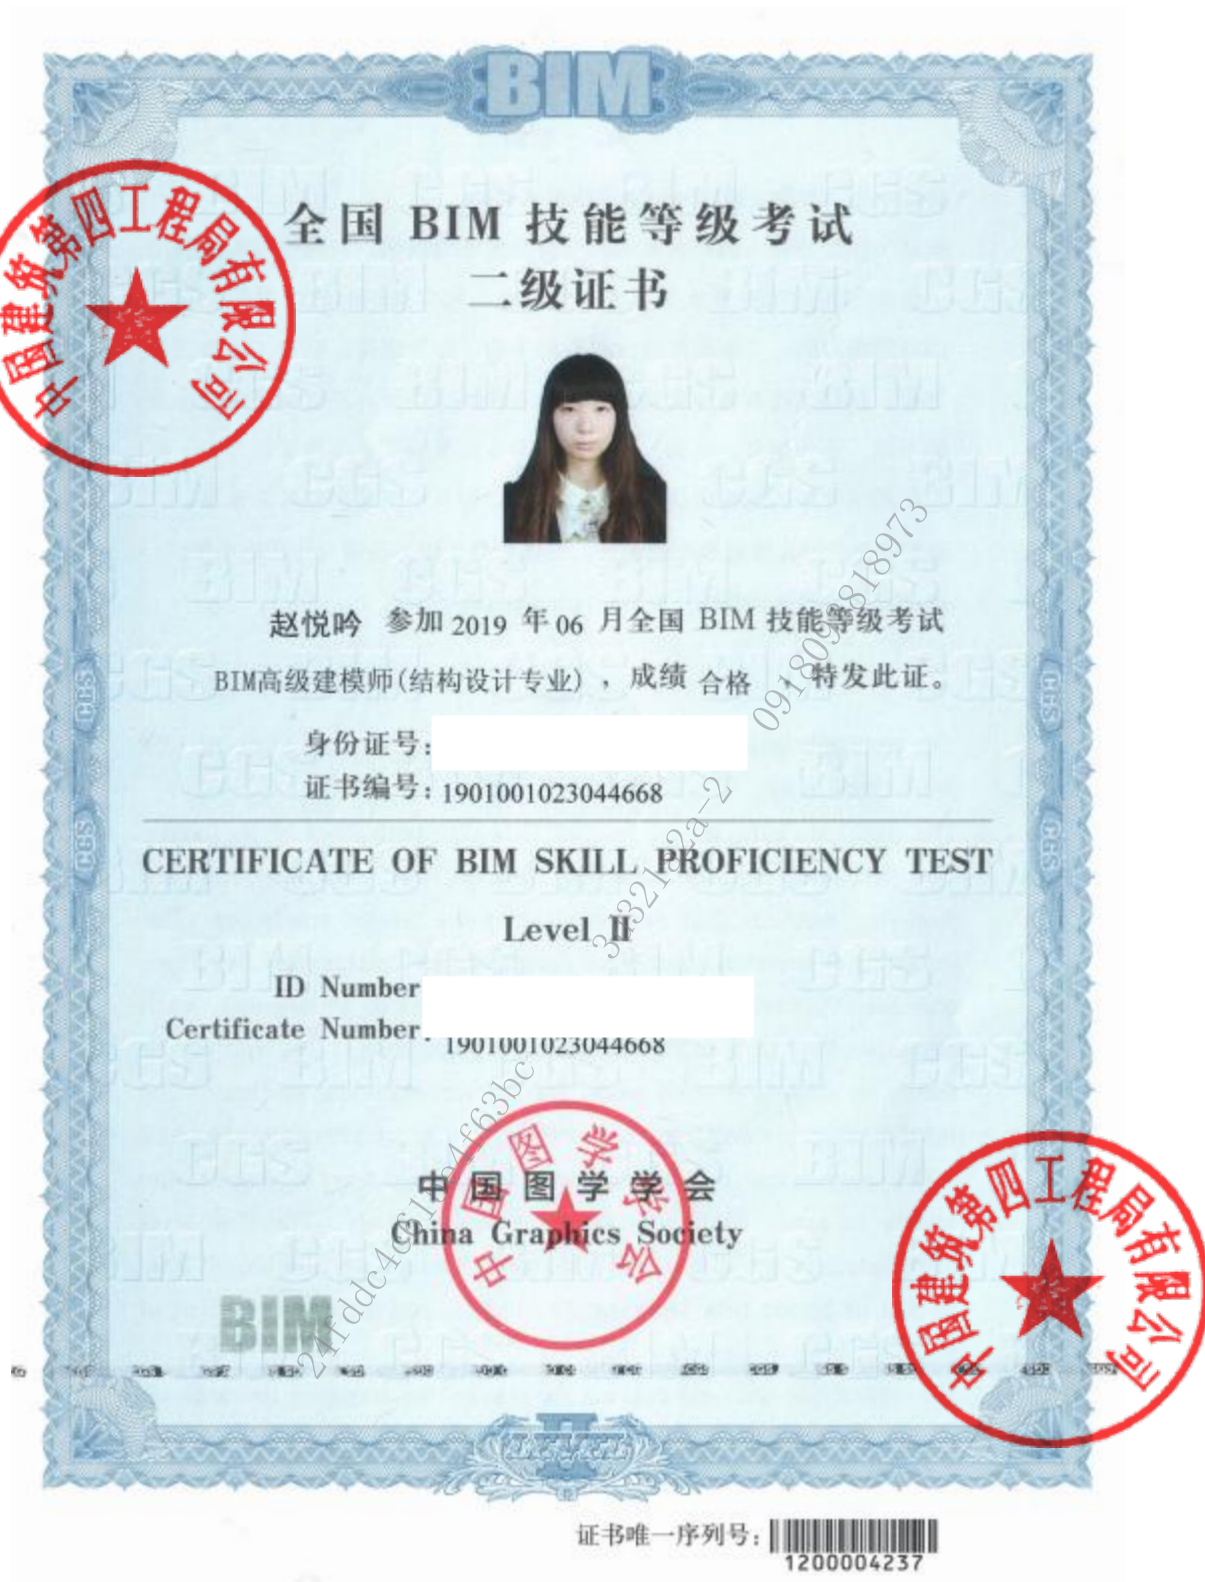 BIM
中国建筑第四工程局有限公司
全国 BIM 技能等级考试
二级证书
赵悦吟 参加 2019 年 06 月全国 BIM 技能等级考试
BIM高级建模师(结构设计专业) ，成绩 合格 ，特发此证。
身份证号：
证书编号：1901001023044668
CERTIFICATE OF BIM SKILL PROFICIENCY TEST
Level Ⅱ
ID Number
Certificate Number: 1901001023044668
中国图学学会
中国图学学会
China Graphics Society
中国建筑第四工程局有限公司
BIM
证书唯一序列号：
1200004237